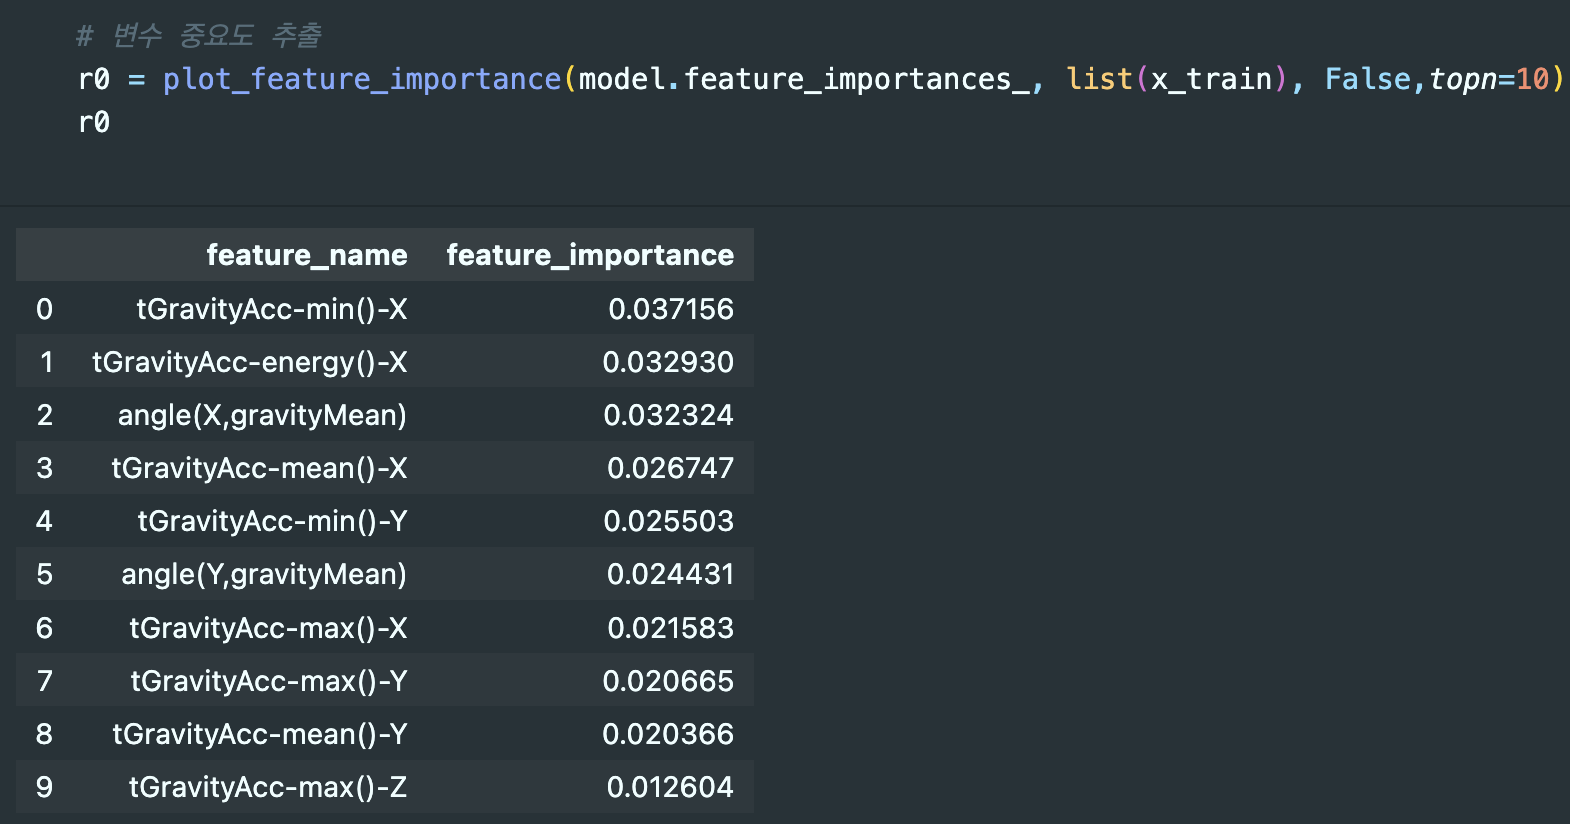 # 변수 중요도 추출
r0 = plot_feature_importance(model.feature_importances_, list(x_train), False,topn=10)
r0
feature_name feature_importance
0 tGravityAcc-min()-X 0.037156
1 tGravityAcc-energy()-X 0.032930
2 angle(X,gravityMean) 0.032324
3 tGravityAcc-mean()-X 0.026747
4 tGravityAcc-min()-Y 0.025503
5 angle(Y,gravityMean) 0.024431
6 tGravityAcc-max()-X 0.021583
7 tGravityAcc-max()-Y 0.020665
8 tGravityAcc-mean()-Y 0.020366
9 tGravityAcc-max()-Z 0.012604